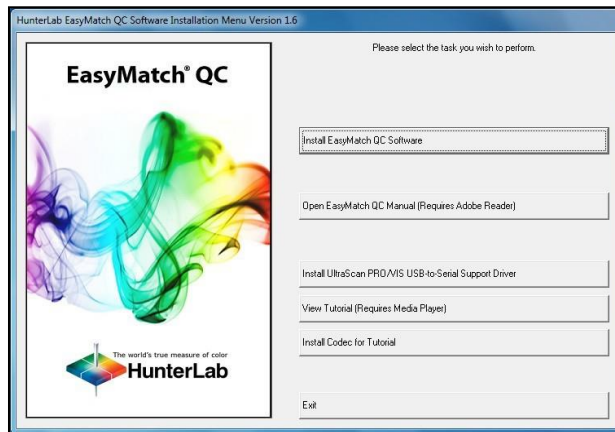 HunterLab EasyMatch QC Software Installation Menu Version 1.6
EasyMatch® QC
The world's true measure of color
HunterLab
Please select the task you wish to perform.
Install EasyMatch QC Software
Open EasyMatch QC Manual (Requires Adobe Reader)
Install UltraScan PRO/VIS USB-to-Serial Support Driver
View Tutorial (Requires Media Player)
Install Codec for Tutorial
Exit